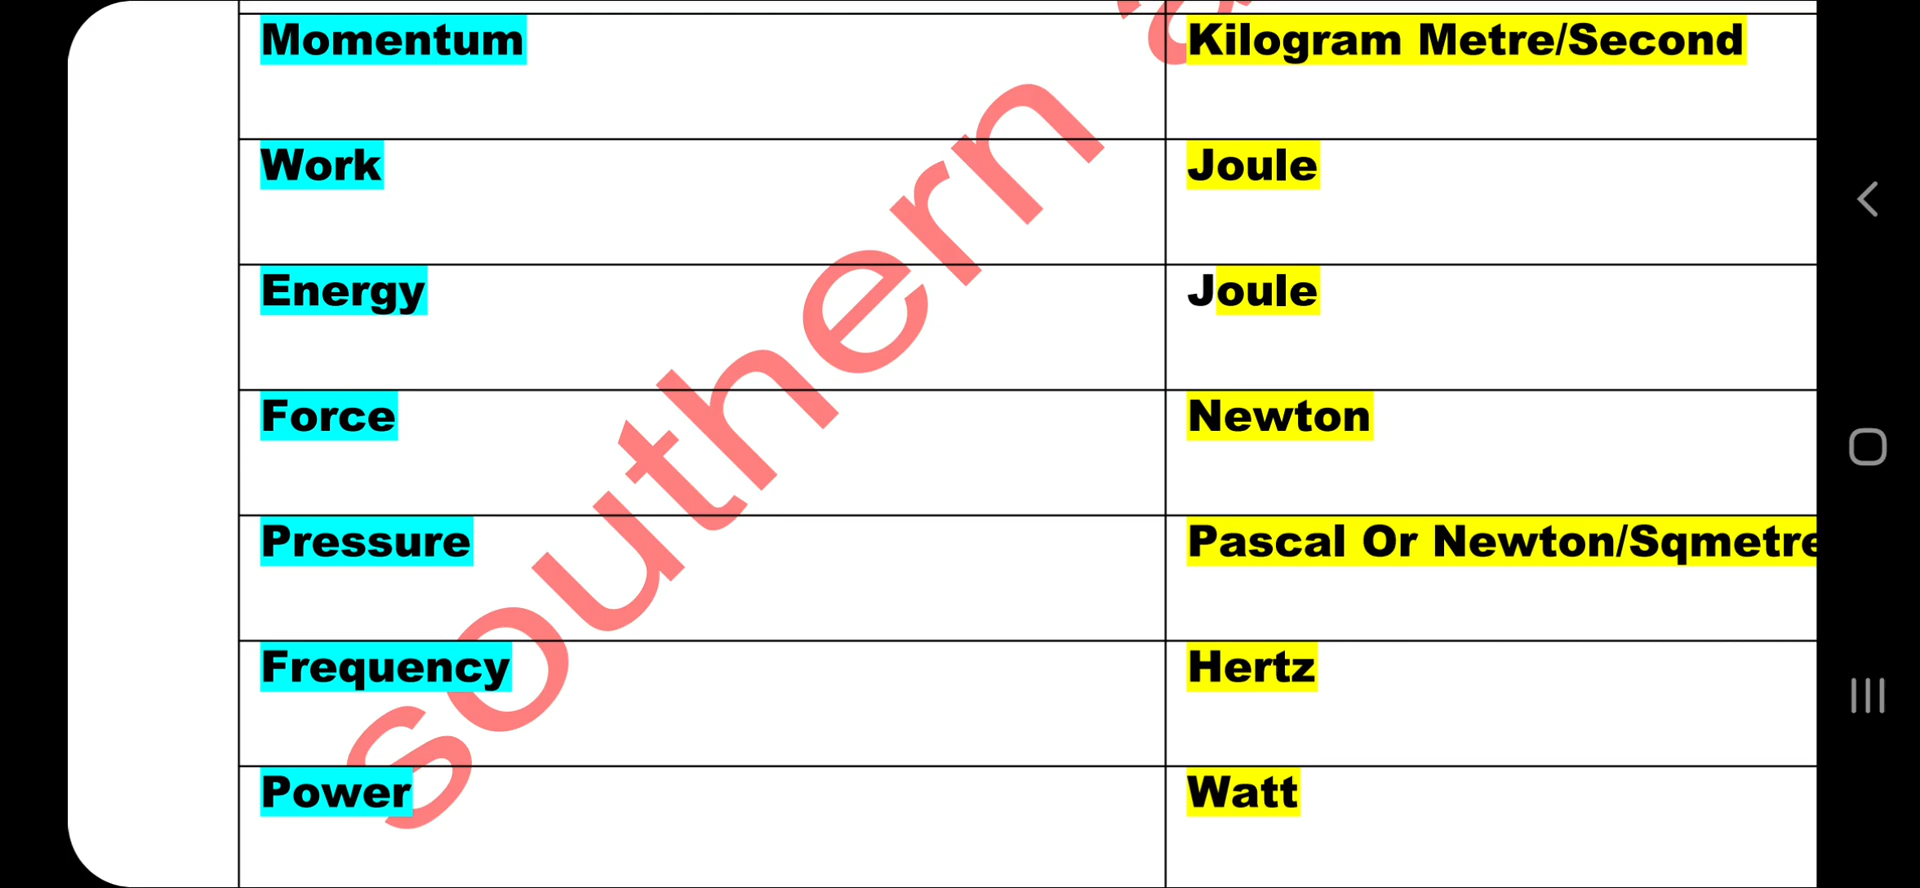 Momentum Kilogram Metre/Second
Work Joule
Energy Joule
Force Newton
Pressure Pascal Or Newton/Sqmetre
Frequency Hertz
Power Watt
southern a